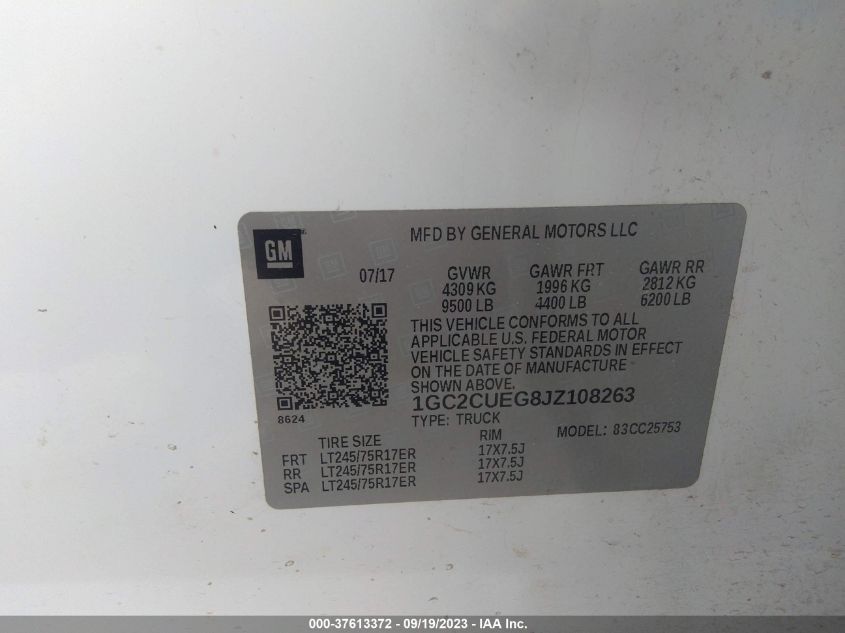 GM
MFD BY GENERAL MOTORS LLC
07/17 GVWR GAWR FRT GAWR RR
4309 KG 1996 KG 2812 KG
9500 LB 4400 LB 6200 LB
THIS VEHICLE CONFORMS TO ALL
APPLICABLE U.S. FEDERAL MOTOR
VEHICLE SAFETY STANDARDS IN EFFECT
ON THE DATE OF MANUFACTURE
SHOWN ABOVE.
8624
1GC2CUEG8JZ108263
TYPE: TRUCK MODEL: 83CC25753
TIRE SIZE RIM
FRT LT245/75R17ER 17X7.5J
RR LT245/75R17ER 17X7.5J
SPA LT245/75R17ER 17X7.5J
000-37613372 - 09/19/2023 - IAA Inc.